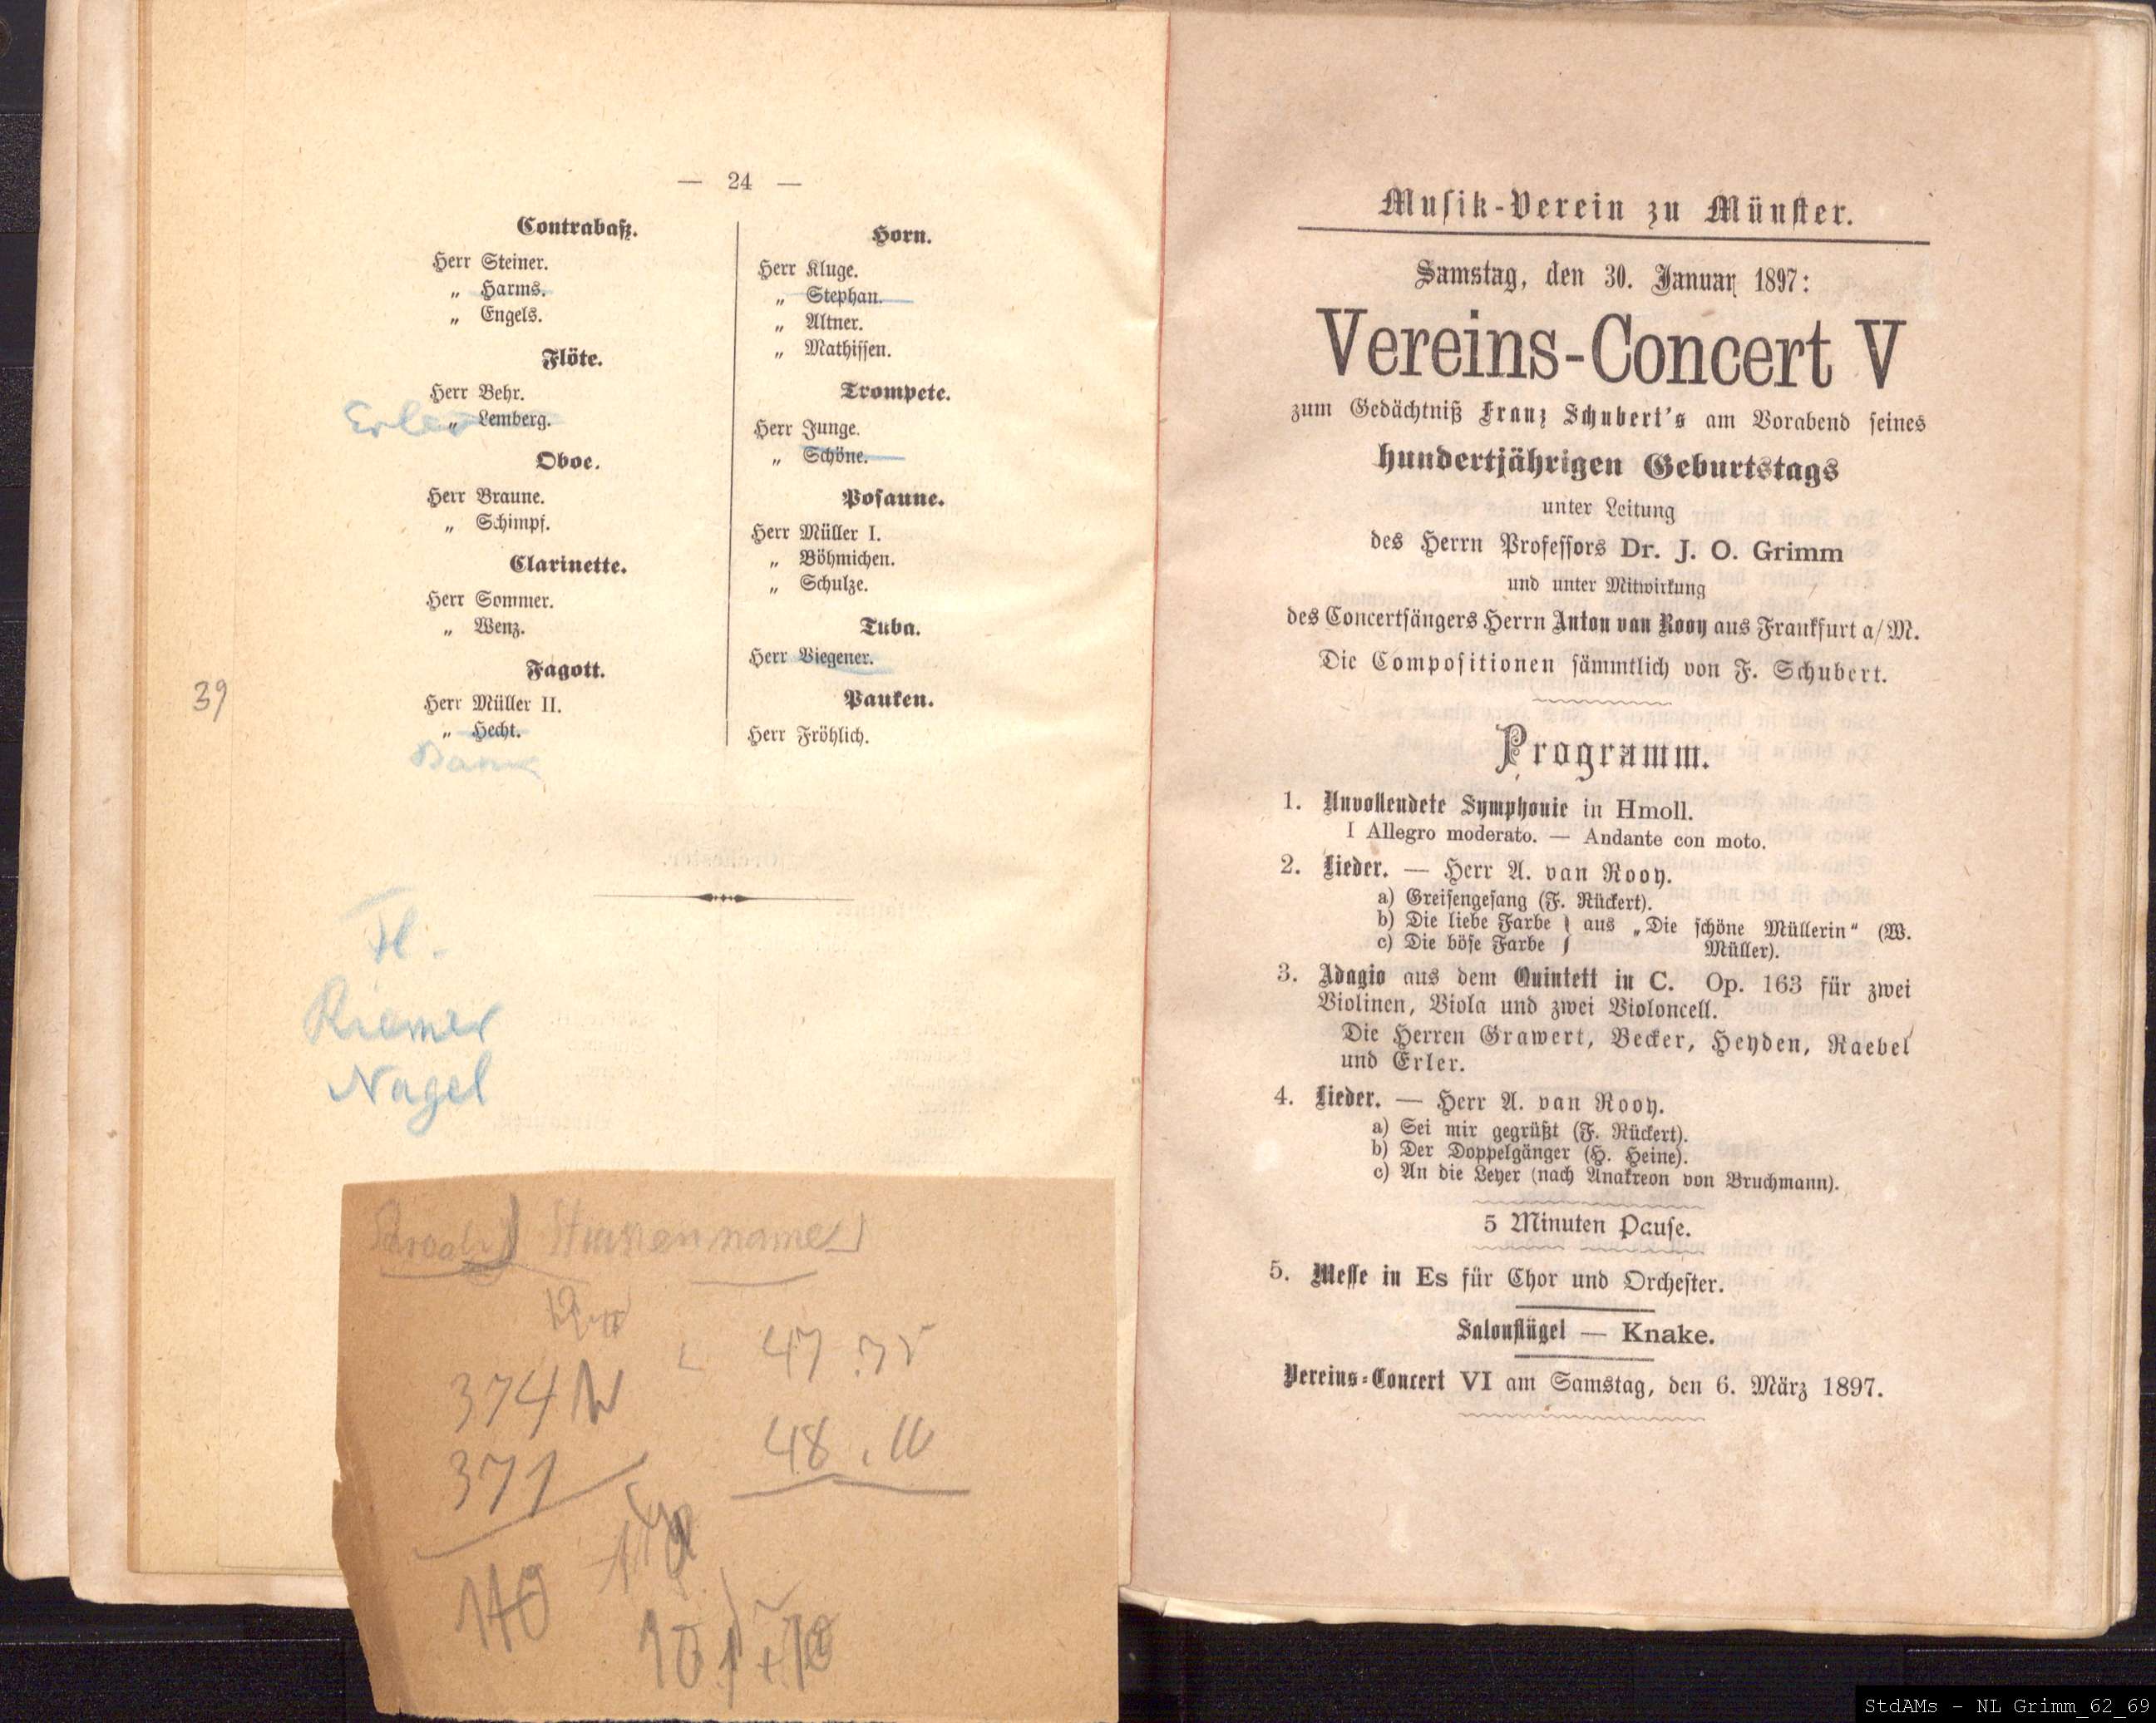 — 24 —
Contrabaß.
Herr Steiner.
„ Harms.
„ Engels.
Flöte.
Herr Behr.
Erler
„ Lemberg.
Oboe.
Herr Braune.
„ Schimpf.
Clarinette.
Herr Sommer.
„ Wenz.
Fagott.
39
Herr Müller II.
„ Hecht.
Horn.
Herr Kluge.
„ Stephan.
„ Altner.
„ Mathissen.
Trompete.
Herr Junge.
„ Schöne.
Posaune.
Herr Müller I.
„ Böhmichen.
„ Schulze.
Tuba.
Herr Viegener.
Pauken.
Herr Fröhlich.
Fl.
Riemer
Nagel
374
371
Musik-Verein zu Münster.
Samstag, den 30. Januar 1897:
Vereins-Concert V
zum Gedächtniß Franz Schubert's am Vorabend seines
hundertjährigen Geburtstags
unter Leitung
des Herrn Professors Dr. J. O. Grimm
und unter Mitwirkung
des Concertsängers Herrn Anton van Rooy aus Frankfurt a/M.
Die Compositionen sämmtlich von F. Schubert.
Programm.
1. Unvollendete Symphonie in Hmoll.
I Allegro moderato. — Andante con moto.
2. Lieder. — Herr A. van Rooy.
a) Greisengesang (F. Rückert).
b) Die liebe Farbe } aus „Die schöne Müllerin“ (W.
c) Die böse Farbe } Müller).
3. Adagio aus dem Quintett in C. Op. 163 für zwei
Violinen, Viola und zwei Violoncell.
Die Herren Grawert, Becker, Heyden, Raebel
und Erler.
4. Lieder. — Herr A. van Rooy.
a) Sei mir gegrüßt (F. Rückert).
b) Der Doppelgänger (H. Heine).
c) An die Leyer (nach Anakreon von Bruchmann).
5 Minuten Pause.
5. Messe in Es für Chor und Orchester.
Salonflügel — Knake.
Vereins-Concert VI am Samstag, den 6. März 1897.
StdAMs - NL Grimm_62_69